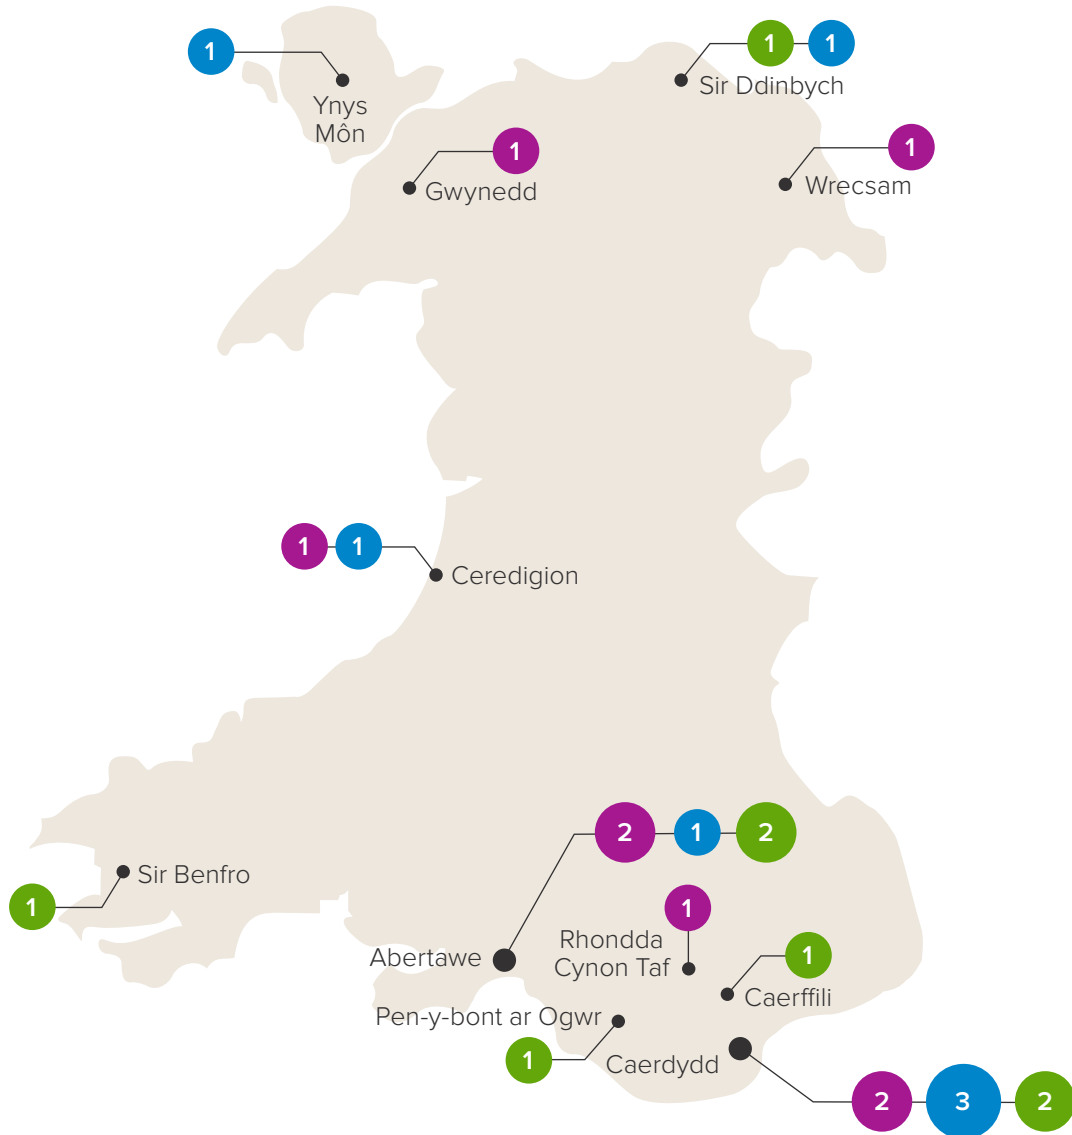 1
1 1
Sir Ddinbych
Ynys
Môn
1
Gwynedd
1
Wrecsam
1 1
Ceredigion
2 1 2
Sir Benfro
1
1
Rhondda
Cynon Taf
Abertawe
1
Caerffili
Pen-y-bont ar Ogwr
1
Caerdydd
2 3 2